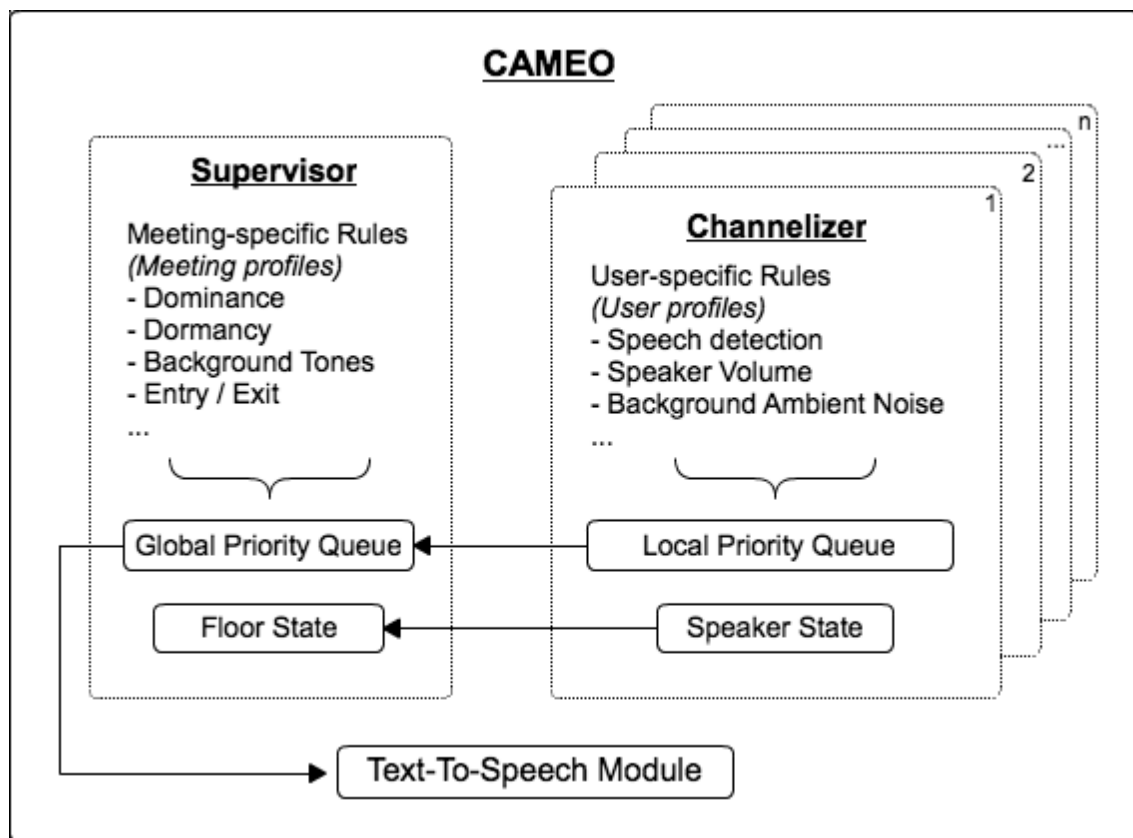 CAMEO
Supervisor
Meeting-specific Rules
(Meeting profiles)
- Dominance
- Dormancy
- Background Tones
- Entry / Exit
...
Global Priority Queue
Floor State
n
...
2
1
Channelizer
User-specific Rules
(User profiles)
- Speech detection
- Speaker Volume
- Background Ambient Noise
...
Local Priority Queue
Speaker State
Text-To-Speech Module